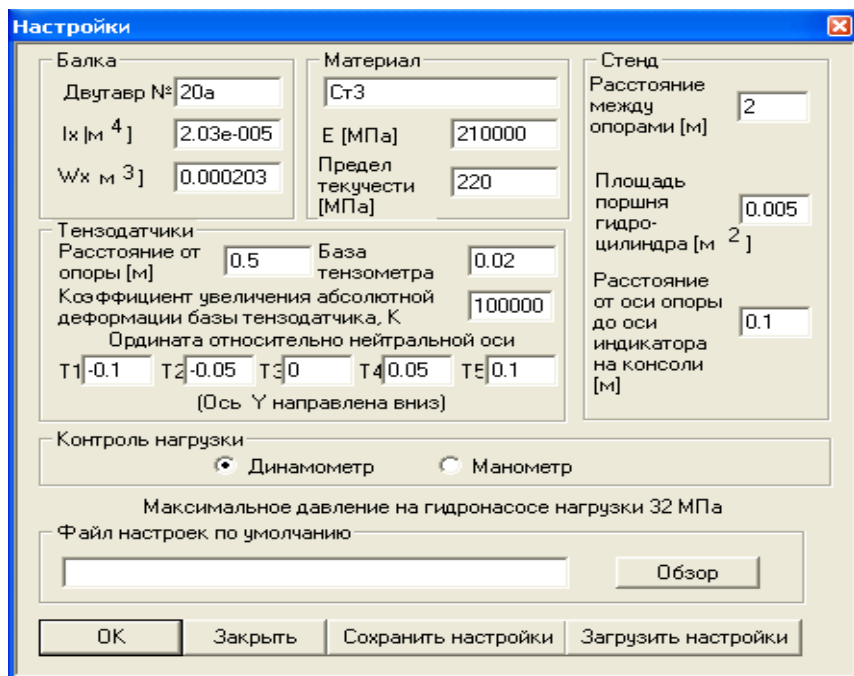 Настройки
Балка
Двутавр № 20a
Ix |м 4 ] 2.03e-005
Wx м 3 ] 0.000203
Материал
Ст3
E [МПа] 210000
Предел
текучести
[МПа] 220
Стенд
Расстояние
между
опорами [м] 2
Площадь
поршня
гидро-
цилиндра [м 2 ] 0.005
Расстояние
от оси опоры
до оси
индикатора
на консоли
[м] 0.1
Тензодатчики
Расстояние от
опоры [м] 0.5
База
тензометра 0.02
Коэффициент увеличения абсолютной
деформации базы тензодатчика, К 100000
Ордината относительно нейтральной оси
T1 -0.1 T2 -0.05 T3 0 T4 0.05 T5 0.1
(Ось Y направлена вниз)
Контроль нагрузки
Динамометр Манометр
Максимальное давление на гидронасосе нагрузки 32 МПа
Файл настроек по умолчанию
Обзор
OK Закрыть Сохранить настройки Загрузить настройки